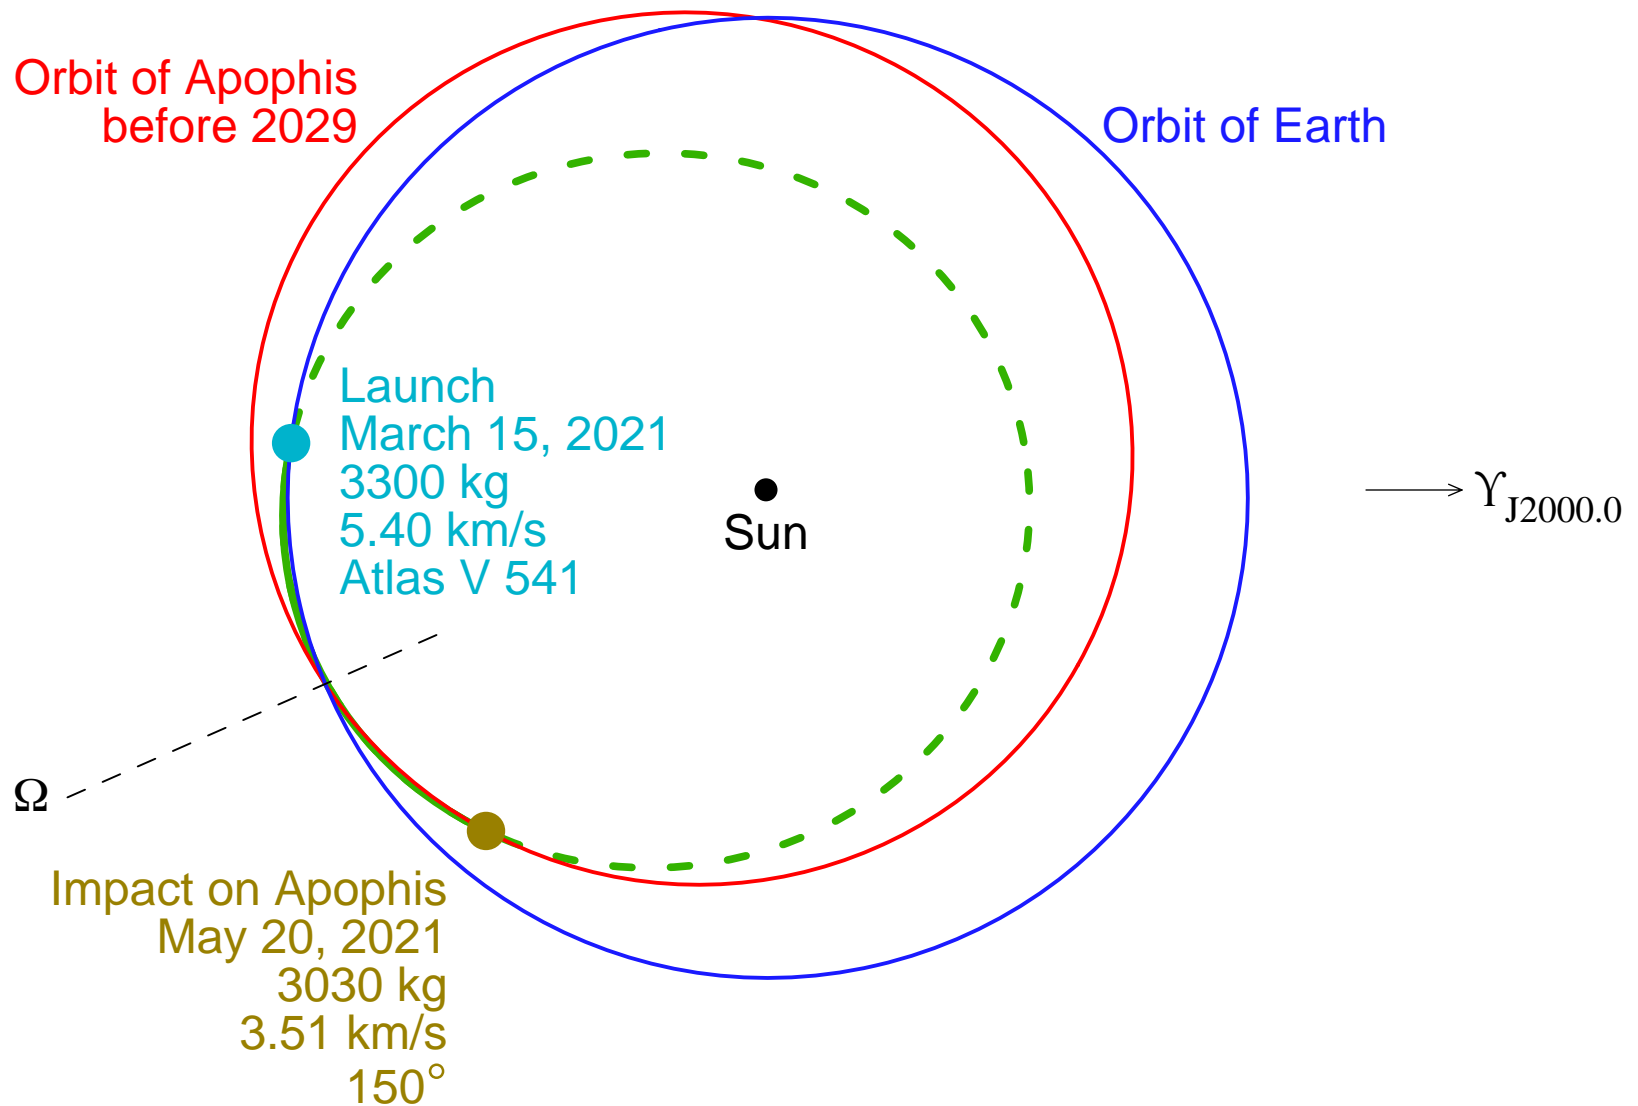 Orbit of Apophis
before 2029
Orbit of Earth
Launch
March 15, 2021
3300 kg
5.40 km/s
Atlas V 541
Sun
ϒJ2000.0
Ω
Impact on Apophis
May 20, 2021
3030 kg
3.51 km/s
150°